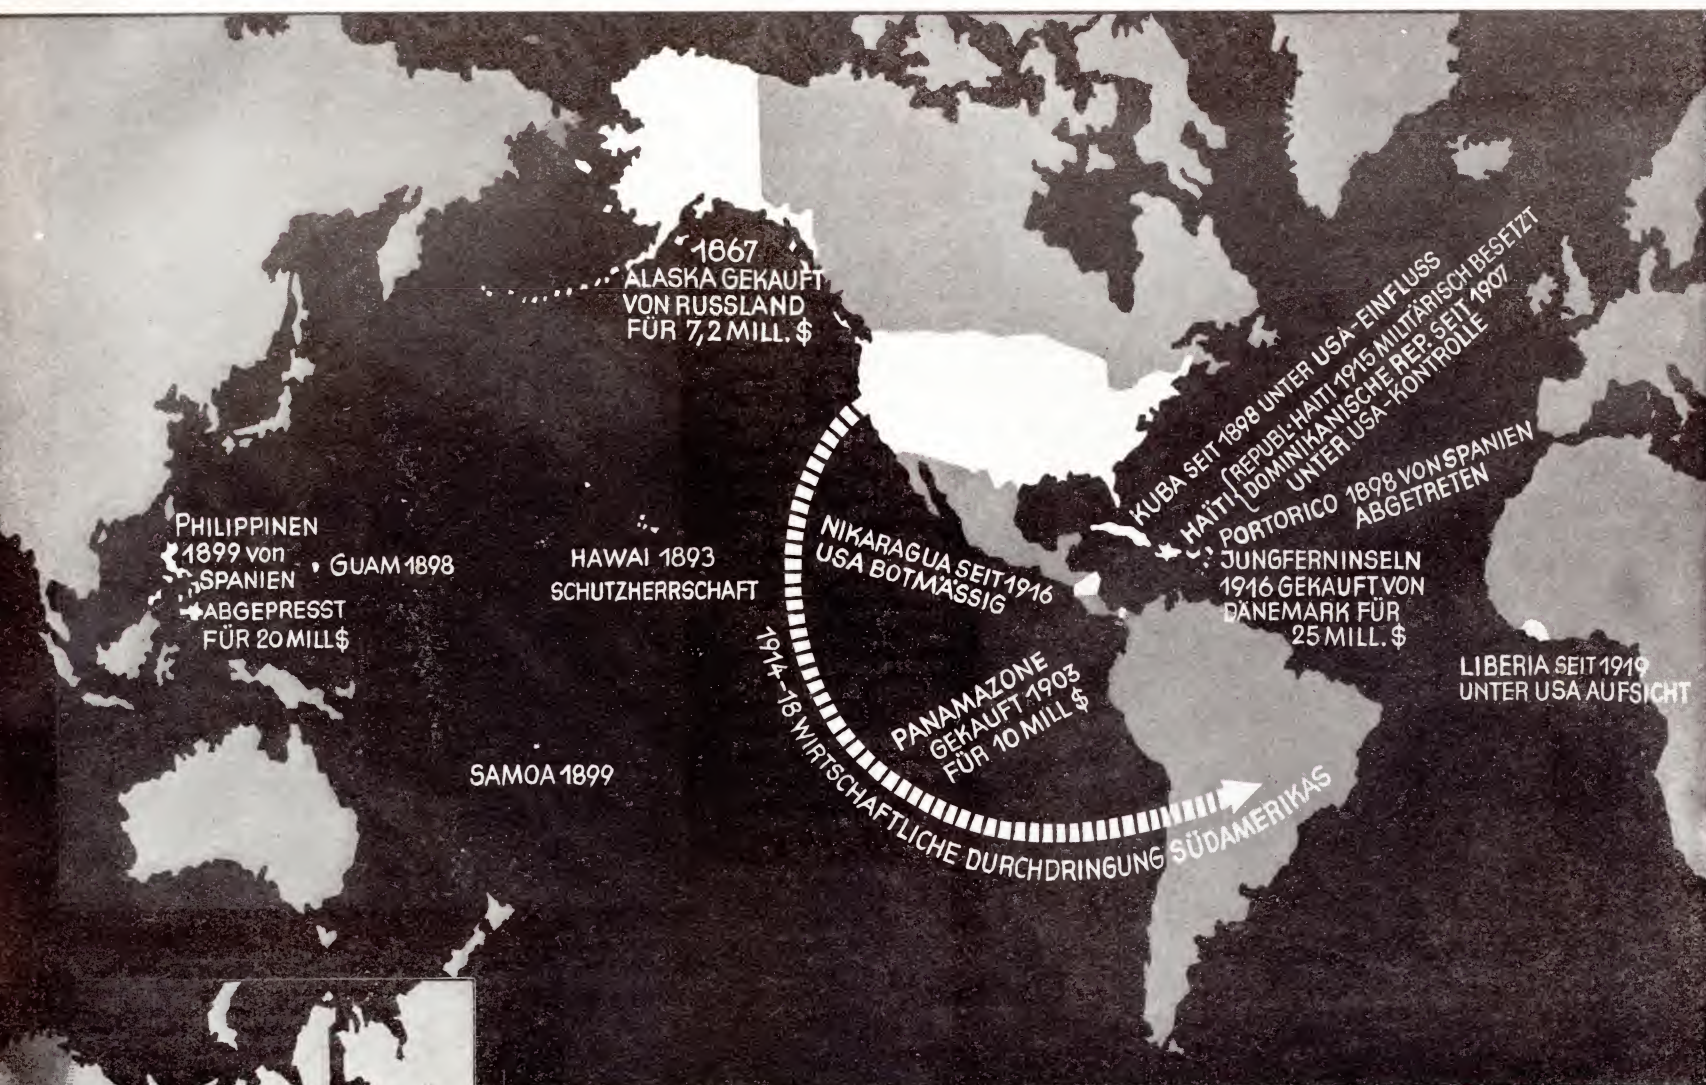 1867
ALASKA GEKAUFT
VON RUSSLAND
FÜR 7,2 MILL. $
PHILIPPINEN
1899 von
SPANIEN
ABGEPRESST
FÜR 20 MILL $
GUAM 1898
HAWAI 1893
SCHUTZHERRSCHAFT
SAMOA 1899
NIKARAGUA SEIT 1916
USA BOTMÄSSIG
PANAMAZONE
GEKAUFT 1903
FÜR 10 MILL $
1914-18 WIRTSCHAFTLICHE DURCHDRINGUNG SÜDAMERIKAS
KUBA SEIT 1898 UNTER USA-EINFLUSS
HAÏTI
REPUBL. HAITI 1915 MILITÄRISCH BESETZT
DOMINIKANISCHE REP. SEIT 1907
UNTER USA-KONTROLLE
PORTORICO 1898 VON SPANIEN
ABGETRETEN
JUNGFERNINSELN
1916 GEKAUFT VON
DÄNEMARK FÜR
25 MILL. $
LIBERIA SEIT 1919
UNTER USA AUFSICHT